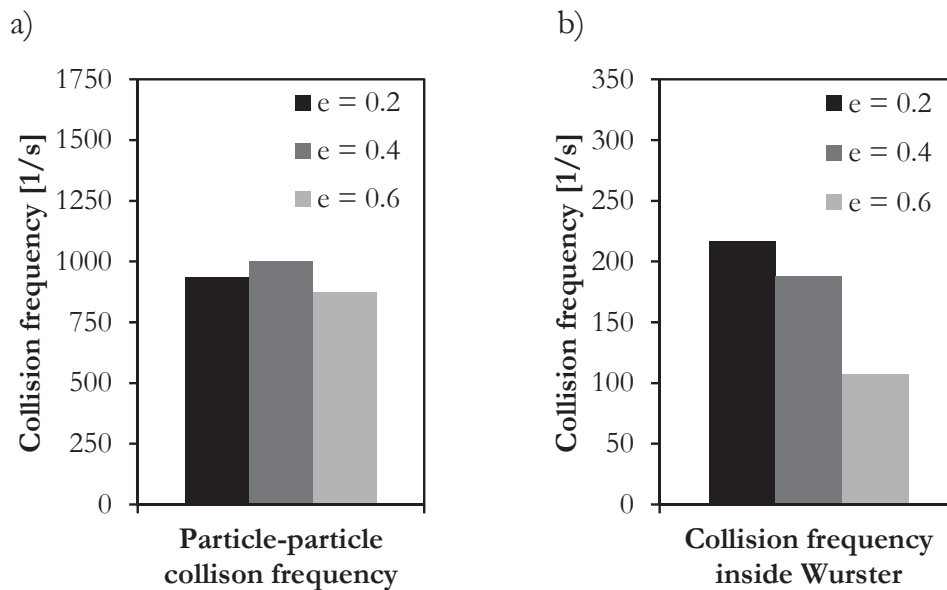 a)
Collision frequency [1/s]
1750
1500
1250
1000
750
500
250
0
e = 0.2
e = 0.4
e = 0.6
Particle-particle
collison frequency
b)
Collision frequency [1/s]
350
300
250
200
150
100
50
0
e = 0.2
e = 0.4
e = 0.6
Collision frequency
inside Wurster